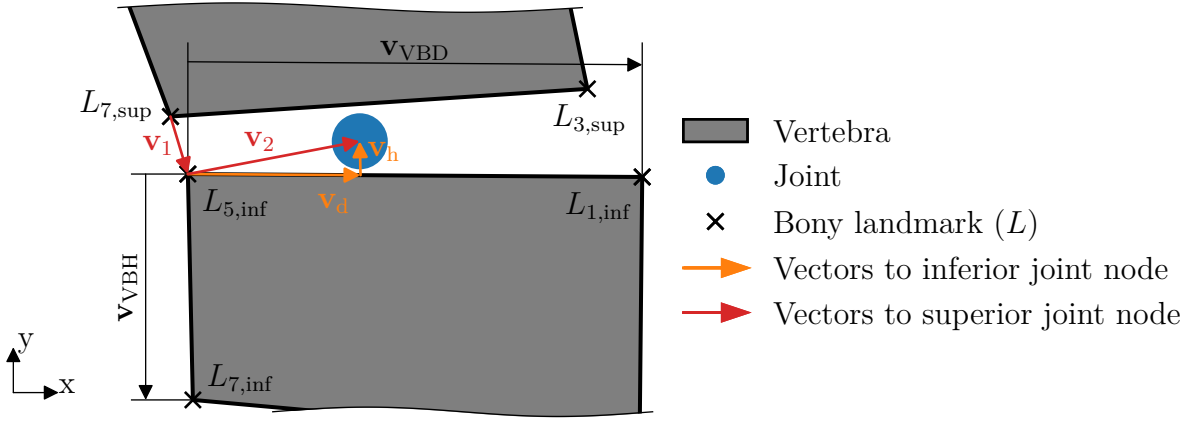 v_VBD
L_7,sup
L_3,sup
v_1
v_2
v_h
v_d
L_5,inf
L_1,inf
v_VBH
L_7,inf
y
x
Vertebra
Joint
Bony landmark (L)
Vectors to inferior joint node
Vectors to superior joint node